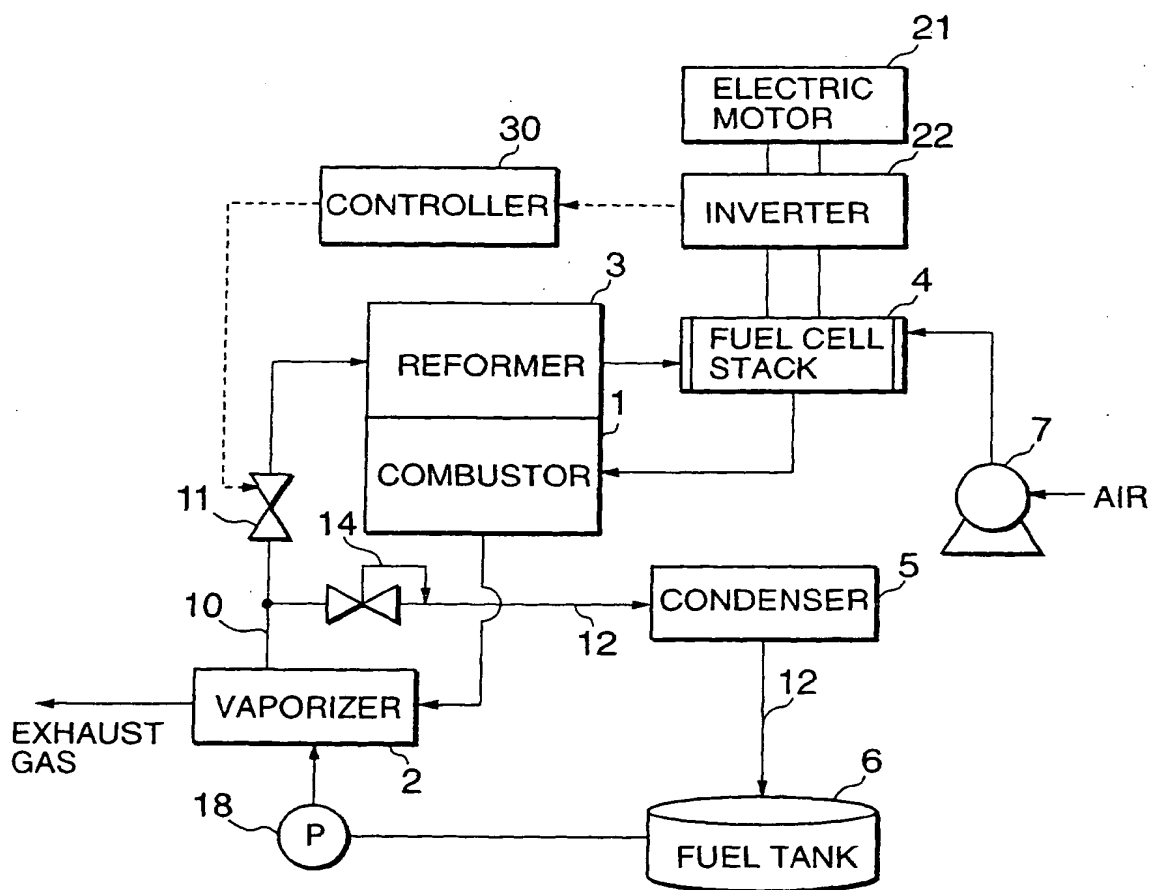 21
ELECTRIC
MOTOR
30
22
CONTROLLER
INVERTER
3
4
REFORMER
FUEL CELL
STACK
1
7
COMBUSTOR
AIR
11
14
5
CONDENSER
10
12
12
VAPORIZER
EXHAUST
GAS
2
6
18
P
FUEL TANK